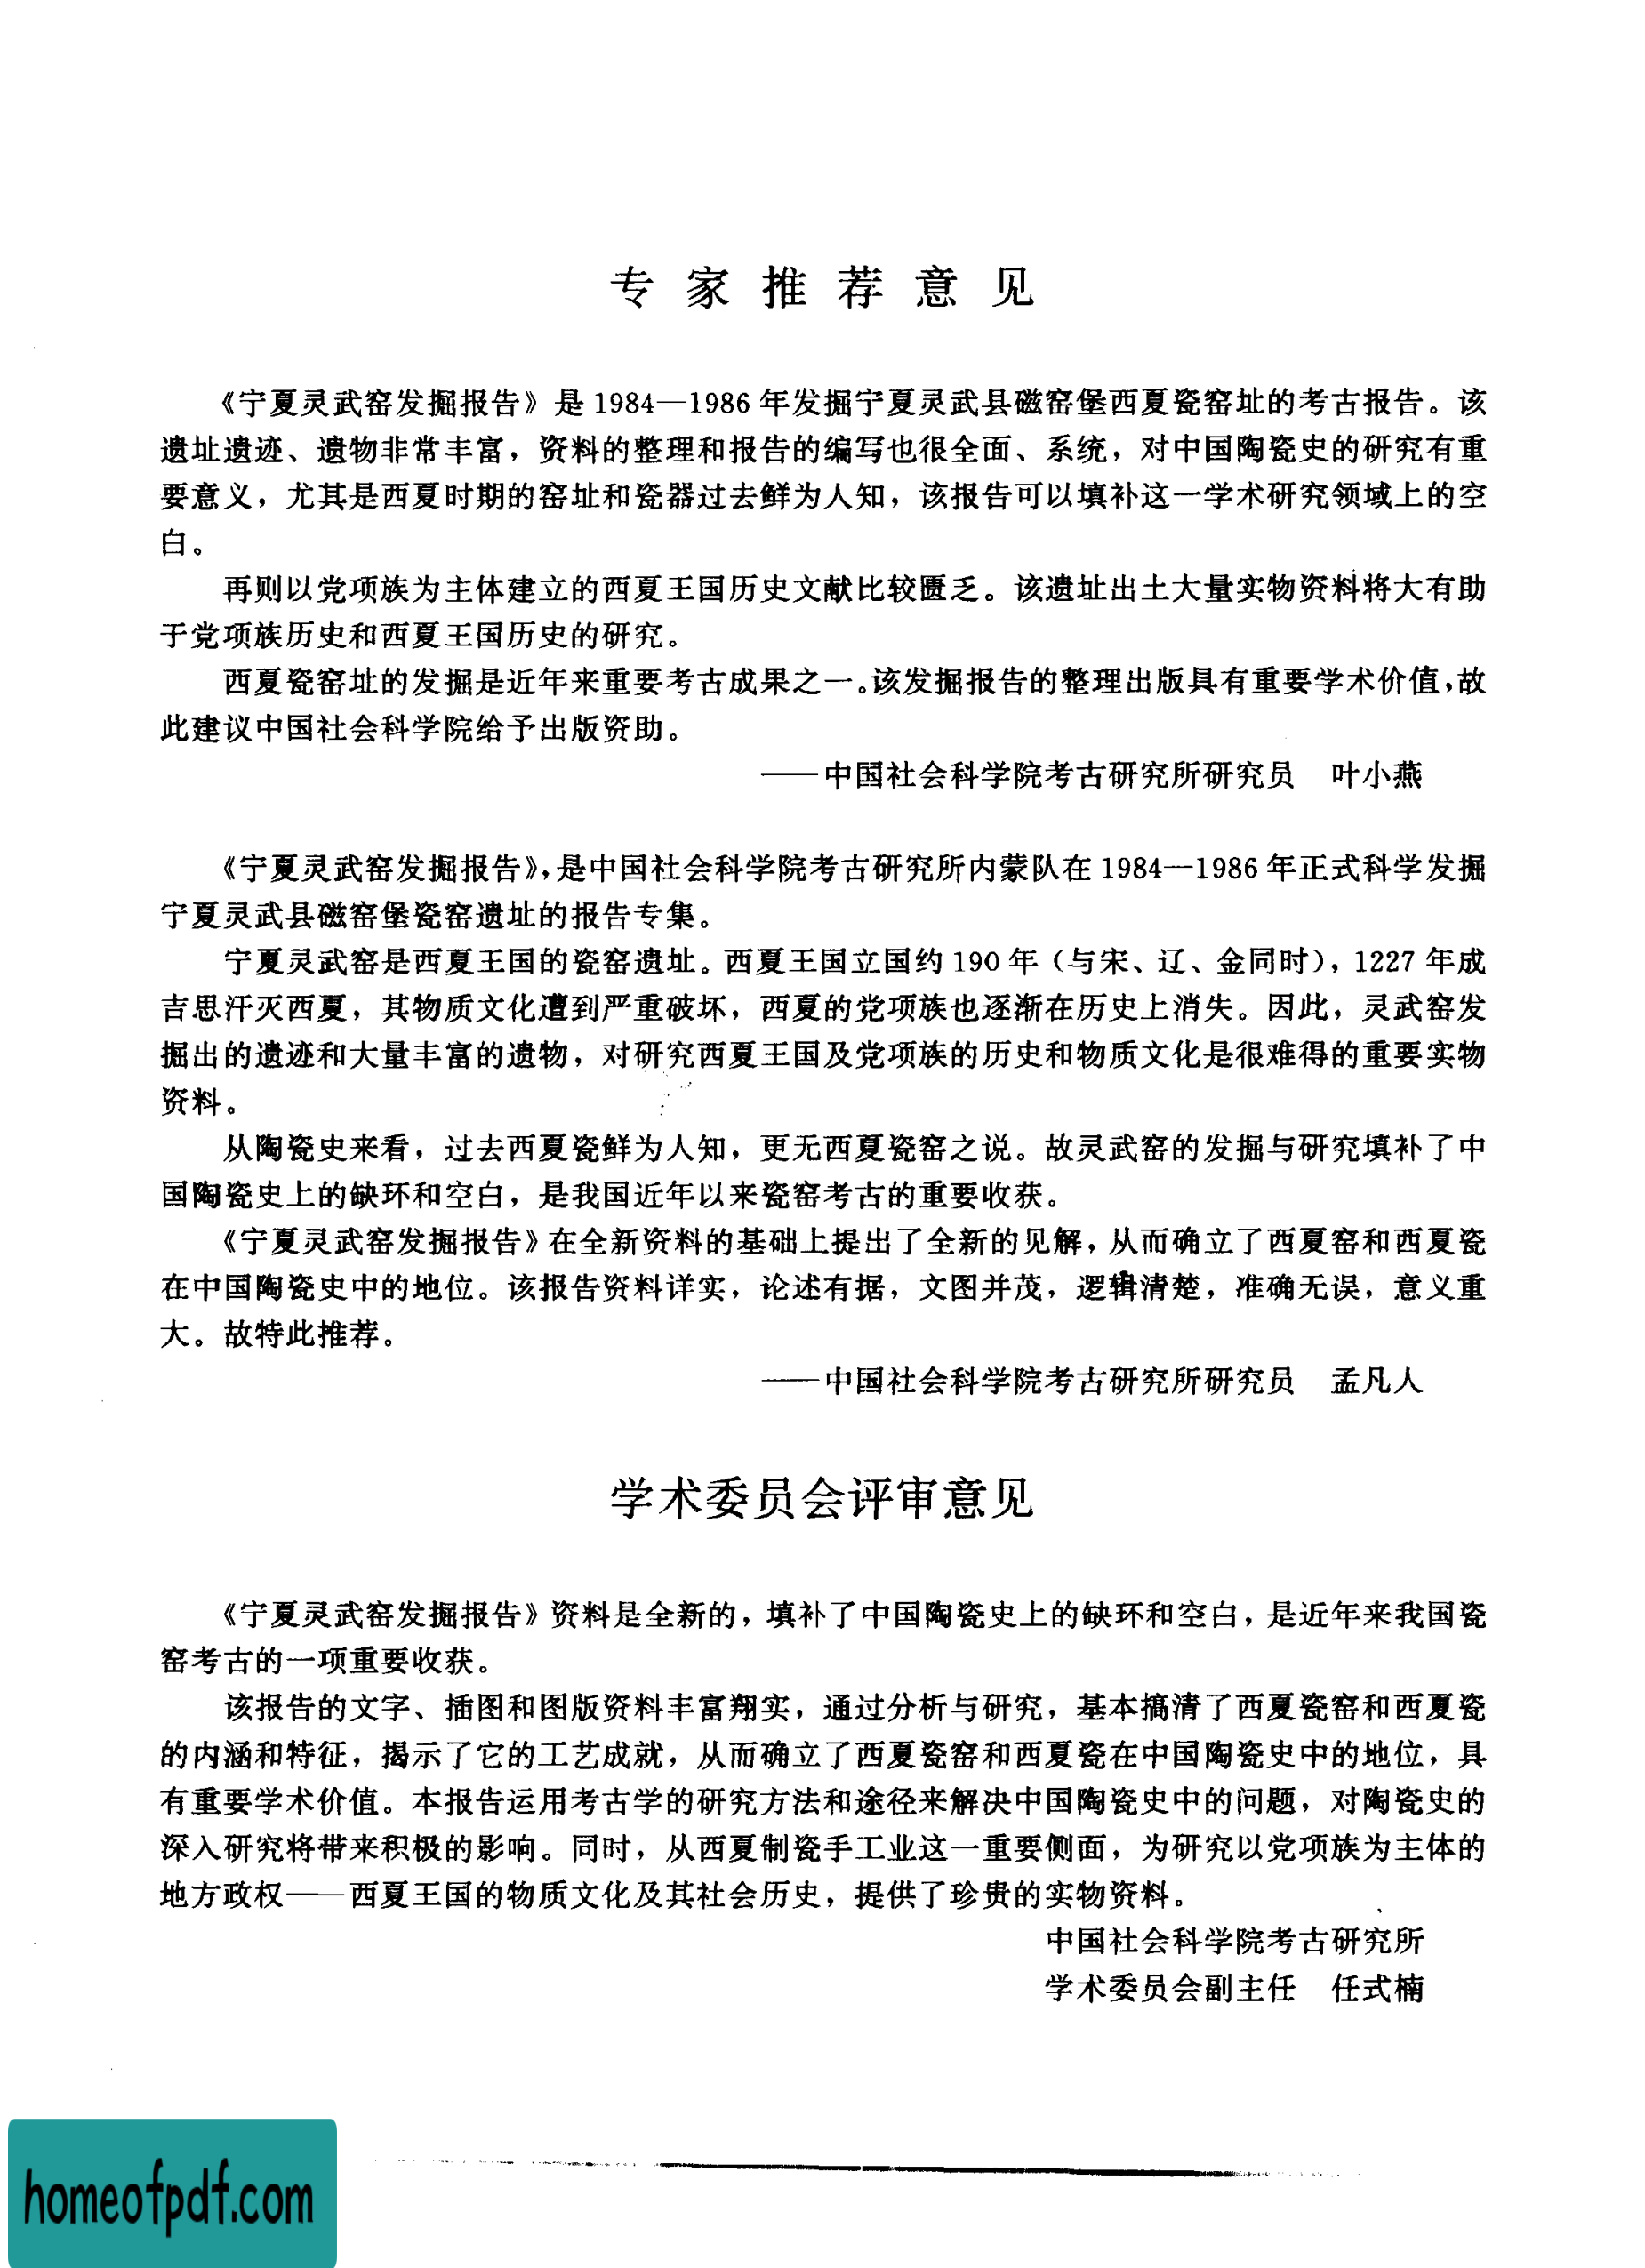 专家推荐意见
《宁夏灵武窑发掘报告》是1984—1986年发掘宁夏灵武县磁窑堡西夏瓷窑址的考古报告。该
遗址遗迹、遗物非常丰富，资料的整理和报告的编写也很全面、系统，对中国陶瓷史的研究有重
要意义，尤其是西夏时期的窑址和瓷器过去鲜为人知，该报告可以填补这一学术研究领域上的空
白。
再则以党项族为主体建立的西夏王国历史文献比较匮乏。该遗址出土大量实物资料将大有助
于党项族历史和西夏王国历史的研究。
西夏瓷窑址的发掘是近年来重要考古成果之一。该发掘报告的整理出版具有重要学术价值，故
此建议中国社会科学院给予出版资助。
——中国社会科学院考古研究所研究员　叶小燕
《宁夏灵武窑发掘报告》，是中国社会科学院考古研究所内蒙队在1984—1986年正式科学发掘
宁夏灵武县磁窑堡瓷窑遗址的报告专集。
宁夏灵武窑是西夏王国的瓷窑遗址。西夏王国立国约190年（与宋、辽、金同时），1227年成
吉思汗灭西夏，其物质文化遭到严重破坏，西夏的党项族也逐渐在历史上消失。因此，灵武窑发
掘出的遗迹和大量丰富的遗物，对研究西夏王国及党项族的历史和物质文化是很难得的重要实物
资料。
从陶瓷史来看，过去西夏瓷鲜为人知，更无西夏瓷窑之说。故灵武窑的发掘与研究填补了中
国陶瓷史上的缺环和空白，是我国近年以来瓷窑考古的重要收获。
《宁夏灵武窑发掘报告》在全新资料的基础上提出了全新的见解，从而确立了西夏窑和西夏瓷
在中国陶瓷史中的地位。该报告资料详实，论述有据，文图并茂，逻辑清楚，准确无误，意义重
大。故特此推荐。
——中国社会科学院考古研究所研究员　孟凡人
学术委员会评审意见
《宁夏灵武窑发掘报告》资料是全新的，填补了中国陶瓷史上的缺环和空白，是近年来我国瓷
窑考古的一项重要收获。
该报告的文字、插图和图版资料丰富翔实，通过分析与研究，基本搞清了西夏瓷窑和西夏瓷
的内涵和特征，揭示了它的工艺成就，从而确立了西夏瓷窑和西夏瓷在中国陶瓷史中的地位，具
有重要学术价值。本报告运用考古学的研究方法和途径来解决中国陶瓷史中的问题，对陶瓷史的
深入研究将带来积极的影响。同时，从西夏制瓷手工业这一重要侧面，为研究以党项族为主体的
地方政权——西夏王国的物质文化及其社会历史，提供了珍贵的实物资料。
中国社会科学院考古研究所
学术委员会副主任　任式楠
homeofpdf.com